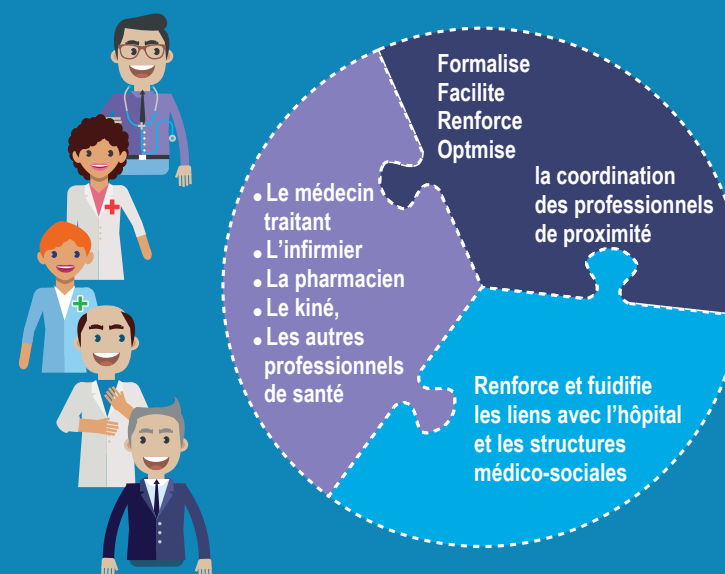 Formalise
Facilite
Renforce
Optmise
la coordination
des professionnels
de proximité
• Le médecin
traitant
• L'infirmier
• La pharmacien
• Le kiné,
• Les autres
professionnels
de santé
Renforce et fuidifie
les liens avec l'hôpital
et les structures
médico-sociales